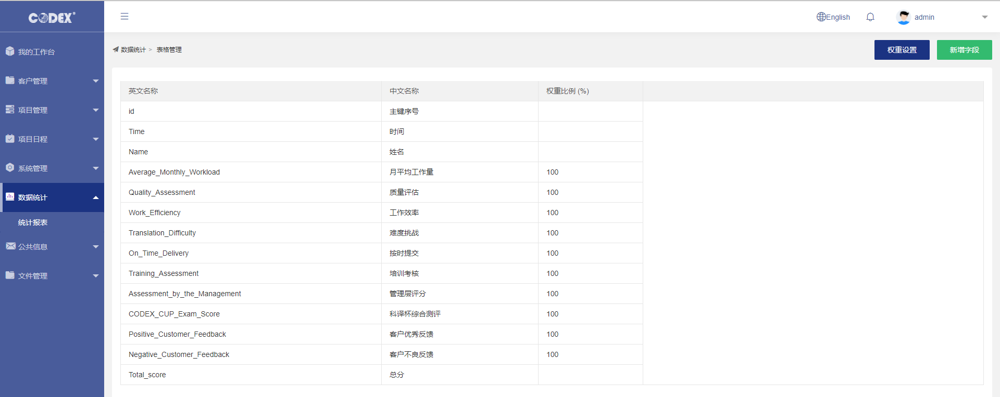 CODEX®
English
admin
我的工作台
客户管理
项目管理
项目日程
系统管理
数据统计
统计报表
公共信息
文件管理
数据统计 > 表格管理
权重设置
新增字段
英文名称 中文名称 权重比例 (%)
id 主键序号
Time 时间
Name 姓名
Average_Monthly_Workload 月平均工作量 100
Quality_Assessment 质量评估 100
Work_Efficiency 工作效率 100
Translation_Difficulty 难度挑战 100
On_Time_Delivery 按时提交 100
Training_Assessment 培训考核 100
Assessment_by_the_Management 管理层评分 100
CODEX_CUP_Exam_Score 科译杯综合测评 100
Positive_Customer_Feedback 客户优秀反馈 100
Negative_Customer_Feedback 客户不良反馈 100
Total_score 总分